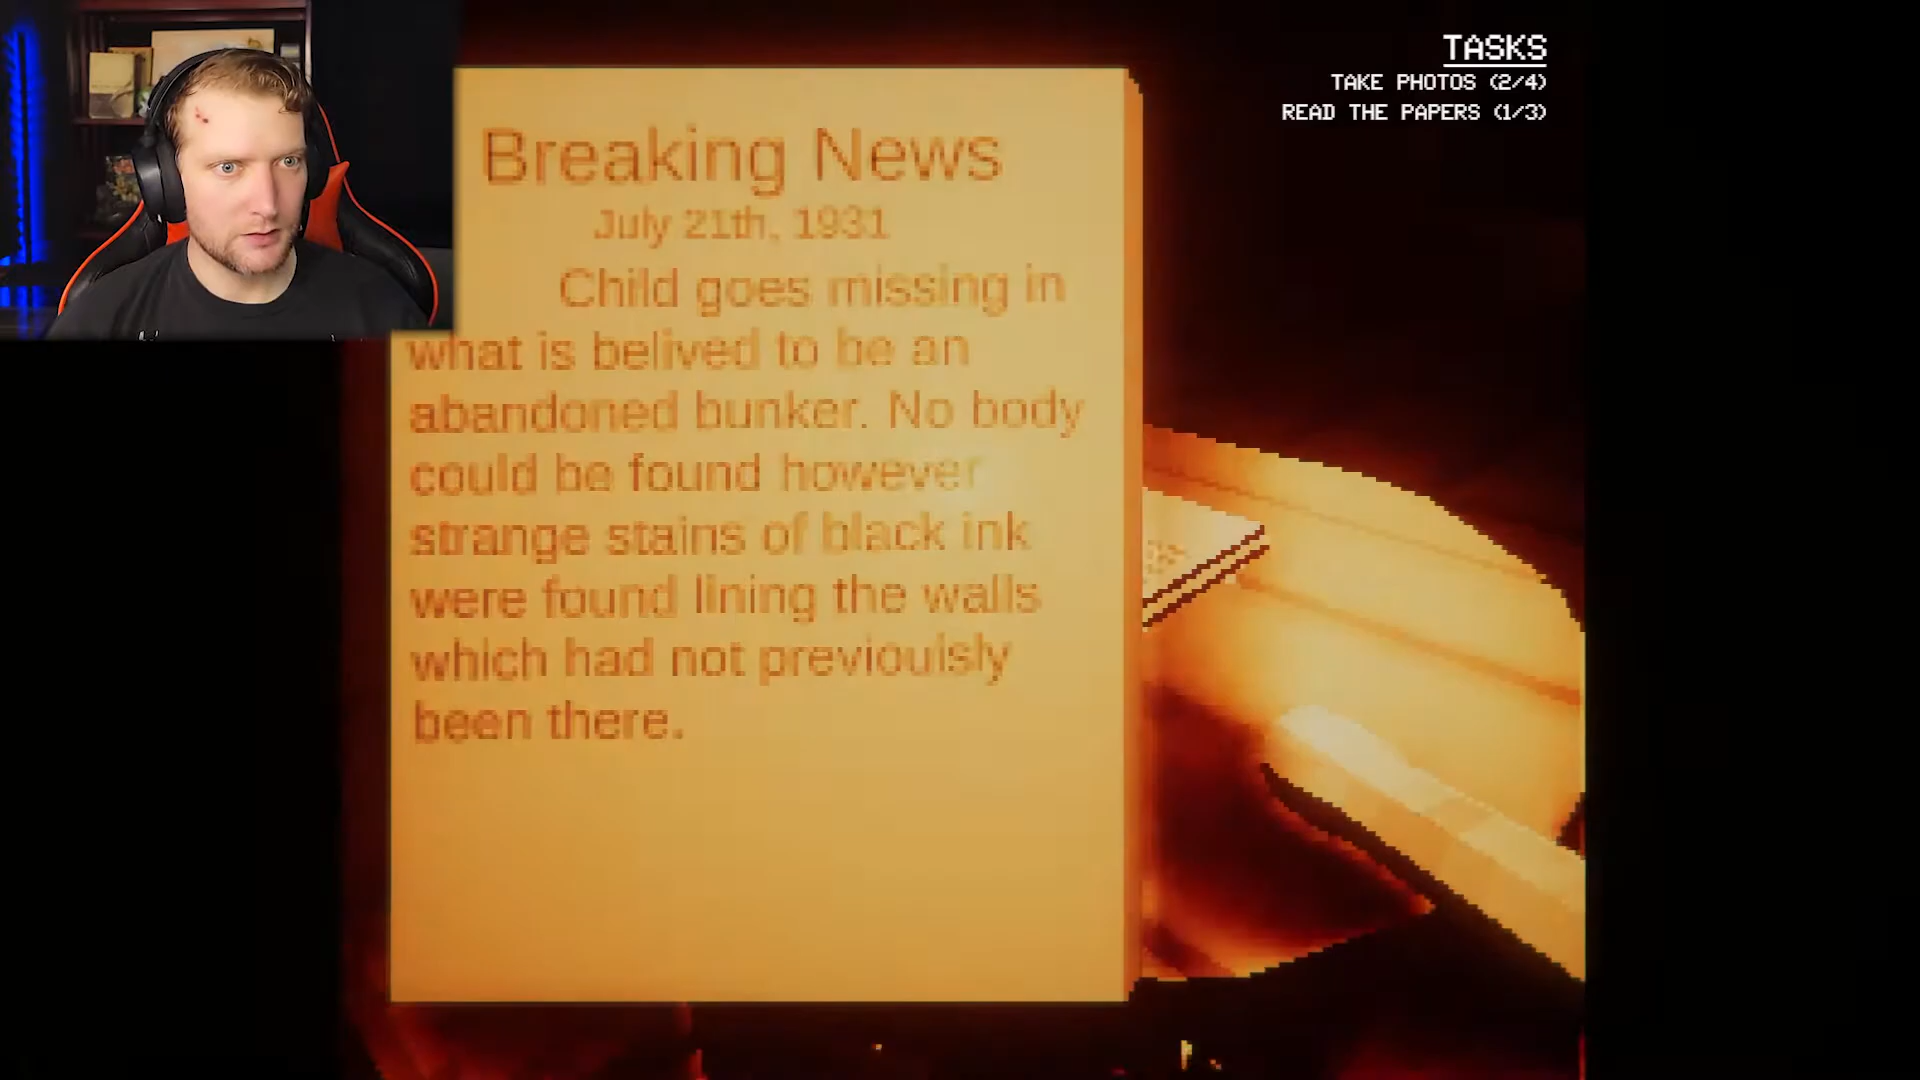 TASKS
TAKE PHOTOS (2/4)
READ THE PAPERS (1/3)
Breaking News
July 21th, 1931
Child goes missing in
what is belived to be an
abandoned bunker. No body
could be found however
strange stains of black ink
were found lining the walls
which had not previouisly
been there.